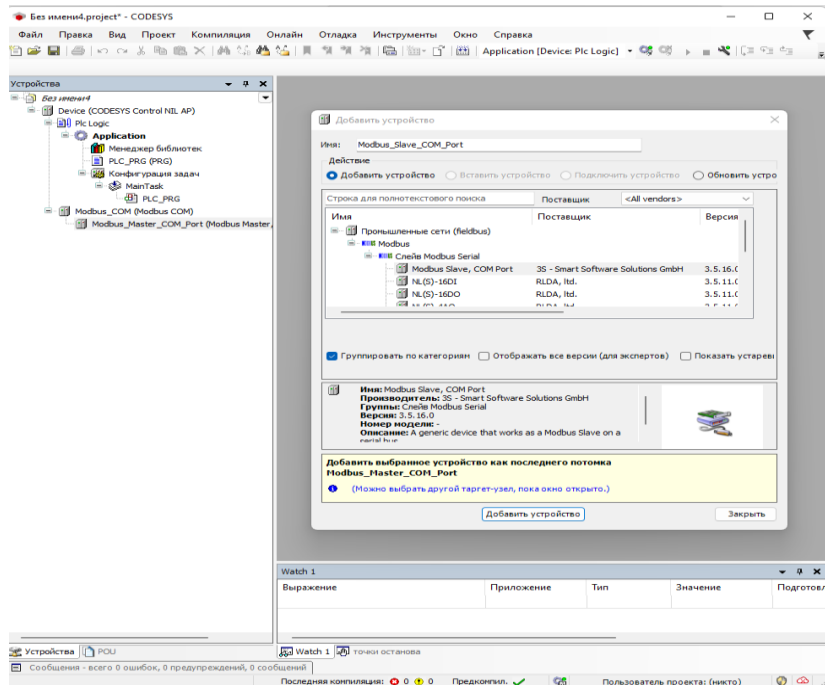 Без имени4.project* - CODESYS
Файл Правка Вид Проект Компиляция Онлайн Отладка Инструменты Окно Справка
Application [Device: Plc Logic]
Устройства
Без имени4
Device (CODESYS Control NIL AP)
Plc Logic
Application
Менеджер библиотек
PLC_PRG (PRG)
Конфигурация задач
MainTask
PLC_PRG
Modbus_COM (Modbus COM)
Modbus_Master_COM_Port (Modbus Master,
Добавить устройство
Имя: Modbus_Slave_COM_Port
Действие
Добавить устройство Вставить устройство Подключить устройство Обновить устро
Строка для полнотекстового поиска Поставщик <All vendors>
Имя Поставщик Версия
Промышленные сети (fieldbus)
Modbus
Слейв Modbus Serial
Modbus Slave, COM Port 3S - Smart Software Solutions GmbH 3.5.16.0
NL(S)-16DI RLDA, ltd. 3.5.11.0
NL(S)-16DO RLDA, ltd. 3.5.11.0
Группировать по категориям Отображать все версии (для экспертов) Показать устарев
Имя: Modbus Slave, COM Port
Производитель: 3S - Smart Software Solutions GmbH
Группы: Слейв Modbus Serial
Версия: 3.5.16.0
Номер модели: -
Описание: A generic device that works as a Modbus Slave on a
serial bus
Добавить выбранное устройство как последнего потомка
Modbus_Master_COM_Port
(Можно выбрать другой таргет-узел, пока окно открыто.)
Добавить устройство Закрыть
Watch 1
Выражение Приложение Тип Значение Подготовл
Устройства POU Watch 1 точки останова
Сообщения - всего 0 ошибок, 0 предупреждений, 0 сообщений
Последняя компиляция: 0 0 Предкомпил. Пользователь проекта: (никто)